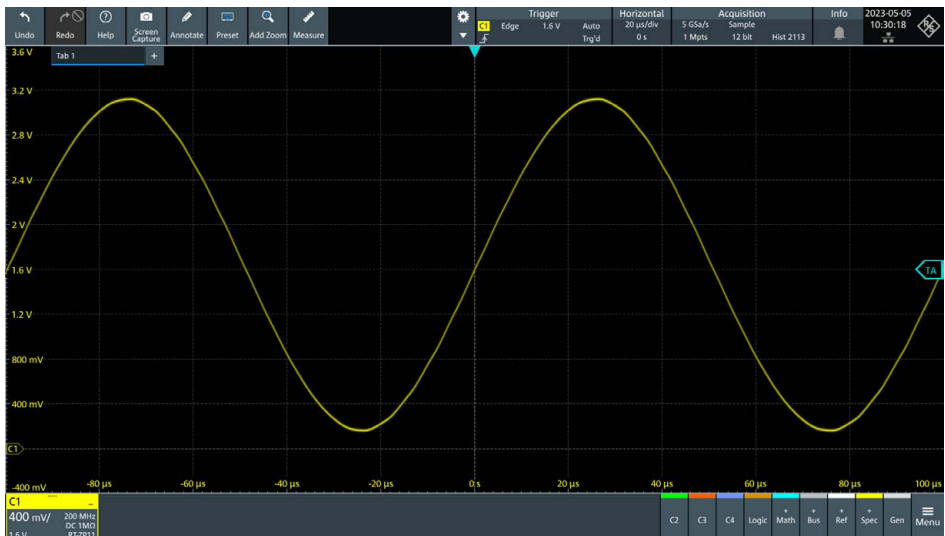 Undo
Redo
Help
Screen
Capture
Annotate
Preset
Add Zoom
Measure
Trigger
C1 Edge 1.6 V Auto
Trg'd
Horizontal
20 µs/div
0 s
Acquisition
5 GSa/s Sample
1 Mpts 12 bit Hist 2113
Info
2023-05-05
10:30:18
R S
Tab 1 +
3.6 V
3.2 V
2.8 V
2.4 V
2 V
1.6 V
TA
1.2 V
800 mV
400 mV
C1
-400 mV
-80 µs
-60 µs
-40 µs
-20 µs
0 s
20 µs
40 µs
60 µs
80 µs
100 µs
C1
400 mV/ 200 MHz
DC 1MΩ
1.6 V RT-ZP11
C2
C3
C4
Logic
+ Math
+ Bus
+ Ref
+ Spec
Gen
Menu